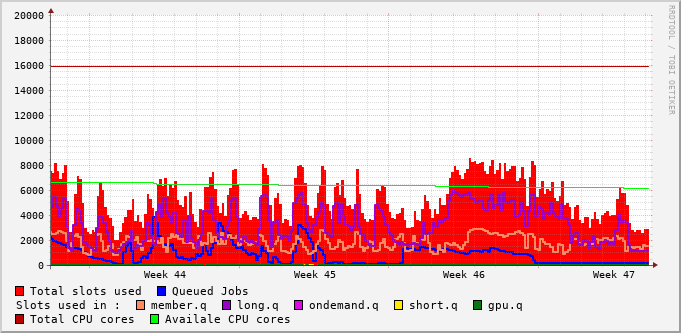 20000
18000
16000
14000
12000
10000
8000
6000
4000
2000
0
Week 44 Week 45 Week 46 Week 47
Total slots used Queued Jobs
Slots used in : member.q long.q ondemand.q short.q gpu.q
Total CPU cores Availale CPU cores
RRDTOOL / TOBI OETIKER